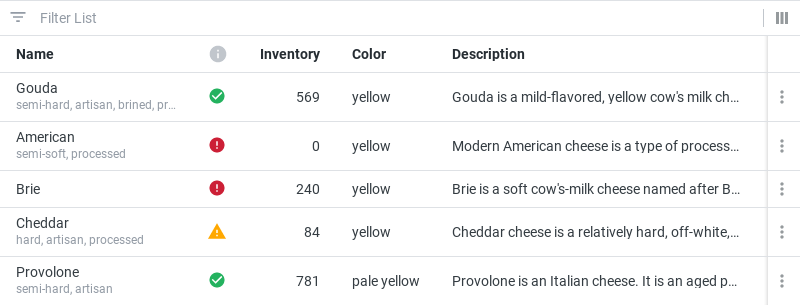 Filter List
Name Inventory Color Description
Gouda
semi-hard, artisan, brined, pr…
569 yellow Gouda is a mild-flavored, yellow cow's milk ch…
American
semi-soft, processed
0 yellow Modern American cheese is a type of process…
Brie 240 yellow Brie is a soft cow's-milk cheese named after B…
Cheddar
hard, artisan, processed
84 yellow Cheddar cheese is a relatively hard, off-white,…
Provolone
semi-hard, artisan
781 pale yellow Provolone is an Italian cheese. It is an aged p…